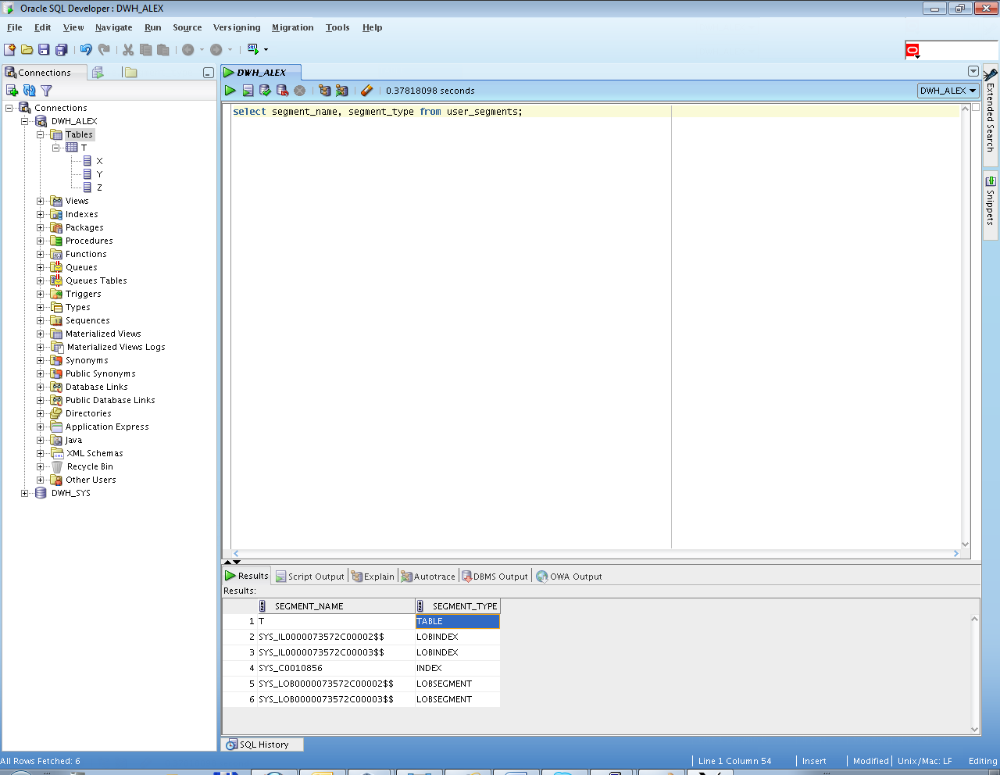 Oracle SQL Developer : DWH_ALEX
File Edit View Navigate Run Source Versioning Migration Tools Help
Connections
DWH_ALEX
0.37818098 seconds
DWH_ALEX
Connections
DWH_ALEX
Tables
T
X
Y
Z
Views
Indexes
Packages
Procedures
Functions
Queues
Queues Tables
Triggers
Types
Sequences
Materialized Views
Materialized Views Logs
Synonyms
Public Synonyms
Database Links
Public Database Links
Directories
Application Express
Java
XML Schemas
Recycle Bin
Other Users
DWH_SYS
select segment_name, segment_type from user_segments;
Extended Search
Snippets
Results Script Output Explain Autotrace DBMS Output OWA Output
Results:
SEGMENT_NAME SEGMENT_TYPE
1 T TABLE
2 SYS_IL0000073572C00002$$ LOBINDEX
3 SYS_IL0000073572C00003$$ LOBINDEX
4 SYS_C0010856 INDEX
5 SYS_LOB0000073572C00002$$ LOBSEGMENT
6 SYS_LOB0000073572C00003$$ LOBSEGMENT
SQL History
All Rows Fetched: 6 Line 1 Column 54 Insert Modified Unix/Mac: LF Editing